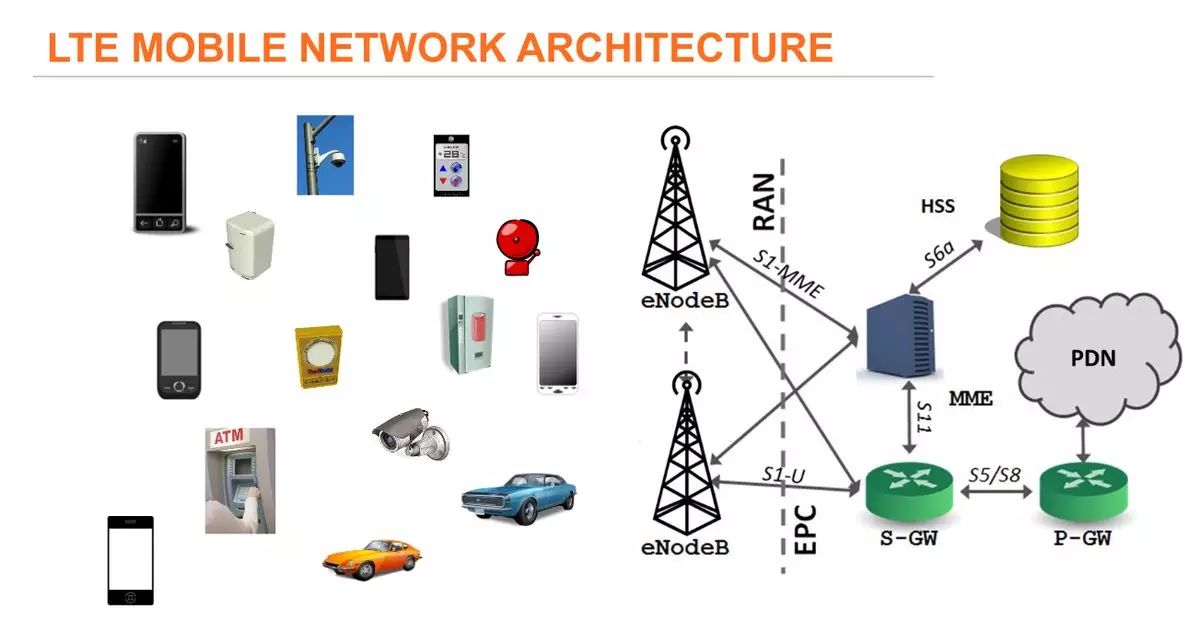 LTE MOBILE NETWORK ARCHITECTURE
28
ATM
RAN
EPC
eNodeB
eNodeB
S1-MME
S1-U
HSS
S6a
MME
S11
S-GW
S5/S8
P-GW
PDN